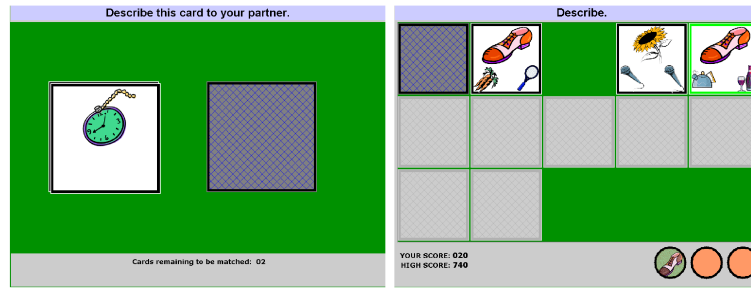 Describe this card to your partner.
Cards remaining to be matched: 02
Describe.
YOUR SCORE: 020
HIGH SCORE: 740